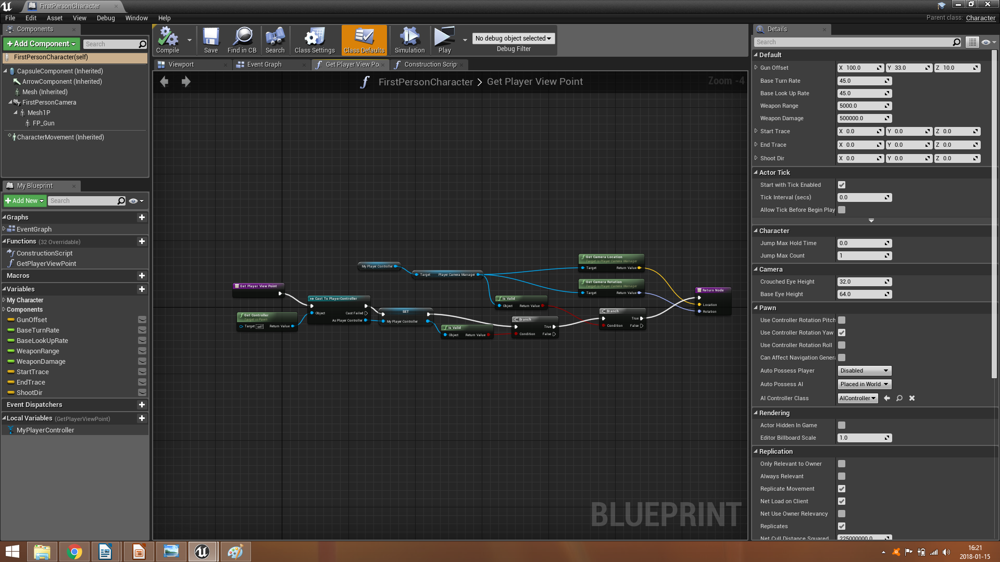 FirstPersonCharacter
File Edit Asset View Debug Window Help
Parent class: Character
Components
+Add Component
Search
FirstPersonCharacter(self)
CapsuleComponent (Inherited)
ArrowComponent (Inherited)
Mesh (Inherited)
FirstPersonCamera
Mesh1P
FP_Gun
CharacterMovement (Inherited)
My Blueprint
+Add New
Search
Graphs
EventGraph
Functions (32 Overridable)
ConstructionScript
GetPlayerViewPoint
Macros
Variables
My Character
Components
GunOffset
BaseTurnRate
BaseLookUpRate
WeaponRange
WeaponDamage
StartTrace
EndTrace
ShootDir
Event Dispatchers
Local Variables (GetPlayerViewPoint)
MyPlayerController
Compile
Save
Find in CB
Search
Class Settings
Class Defaults
Simulation
Play
No debug object selected
Debug Filter
Viewport
Event Graph
Get Player View Po
Construction Scrip
FirstPersonCharacter > Get Player View Point
Zoom -4
Get Player View Point
Get Controller
Target is Pawn
Target self Return Value
Cast To PlayerController
Object Cast Failed
As Player Controller
My Player Controller
Target Player Camera Manager
SET
My Player Controller
Is Valid
Object Return Value
Is Valid
Object Return Value
Branch
True
Condition False
Branch
True
Condition False
Get Camera Location
Target is Player Camera Manager
Target Return Value
Get Camera Rotation
Target is Player Camera Manager
Target Return Value
Return Node
Location
Rotation
BLUEPRINT
Details
Search
Default
Gun Offset X 100.0 Y 33.0 Z 10.0
Base Turn Rate 45.0
Base Look Up Rate 45.0
Weapon Range 5000.0
Weapon Damage 500000.0
Start Trace X 0.0 Y 0.0 Z 0.0
End Trace X 0.0 Y 0.0 Z 0.0
Shoot Dir X 0.0 Y 0.0 Z 0.0
Actor Tick
Start with Tick Enabled
Tick Interval (secs) 0.0
Allow Tick Before Begin Play
Character
Jump Max Hold Time 0.0
Jump Max Count 1
Camera
Crouched Eye Height 32.0
Base Eye Height 64.0
Pawn
Use Controller Rotation Pitch
Use Controller Rotation Yaw
Use Controller Rotation Roll
Can Affect Navigation Genera
Auto Possess Player Disabled
Auto Possess AI Placed in World
AI Controller Class AIController
Rendering
Actor Hidden In Game
Editor Billboard Scale 1.0
Replication
Only Relevant to Owner
Always Relevant
Replicate Movement
Net Load on Client
Net Use Owner Relevancy
Replicates
Net Cull Distance Squared 225000000.0
16:21
2018-01-15